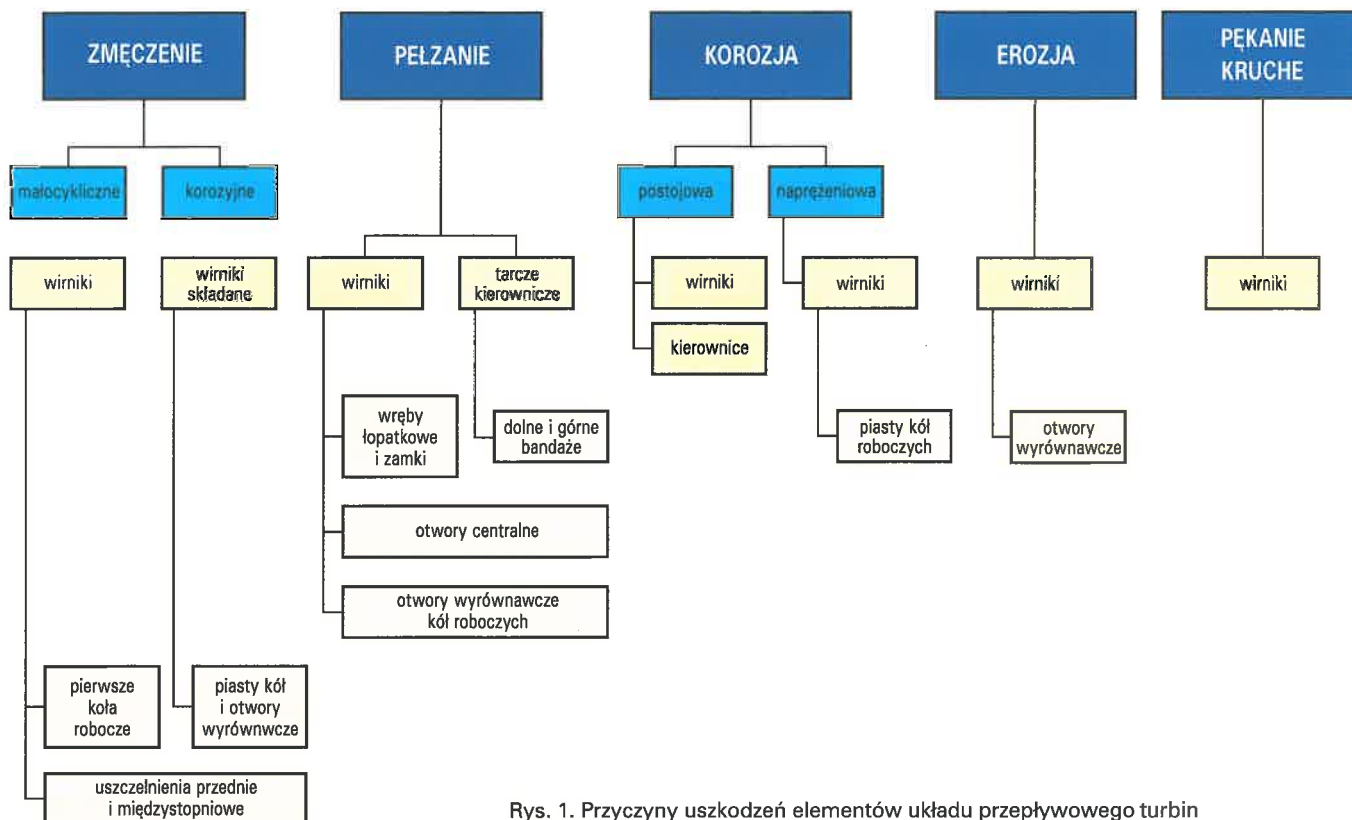 ZMĘCZENIE
PEŁZANIE
KOROZJA
EROZJA
PĘKANIE
KRUCHE
małocykliczne
korozyjne
postojowa
naprężeniowa
wirniki
wirniki
składane
wirniki
tarcze
kierownicze
wirniki
wirniki
wirniki
wirniki
kierownice
wręby
łopatkowe
i zamki
dolne i górne
bandaże
piasty kół
roboczych
otwory
wyrównawcze
otwory centralne
otwory wyrównawcze
kół roboczych
pierwsze
koła
robocze
piasty kół
i otwory
wyrównwcze
uszczelnienia przednie
i międzystopniowe
Rys. 1. Przyczyny uszkodzeń elementów układu przepływowego turbin